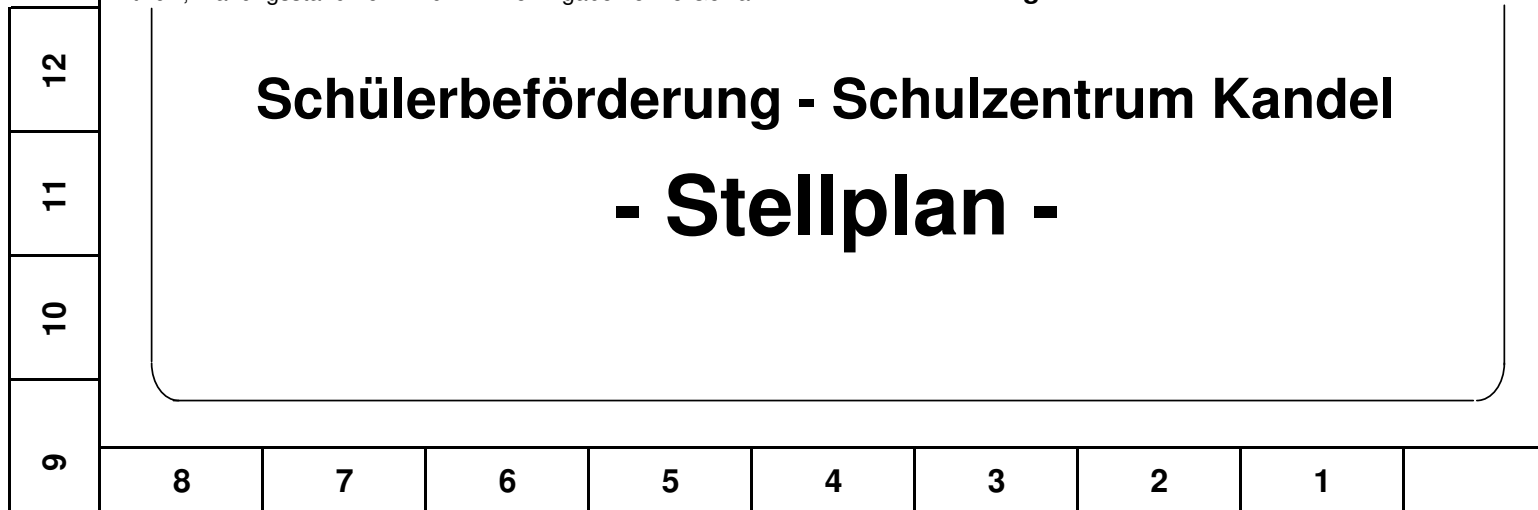 12
Schülerbeförderung - Schulzentrum Kandel
11
- Stellplan -
10
9
8 7 6 5 4 3 2 1